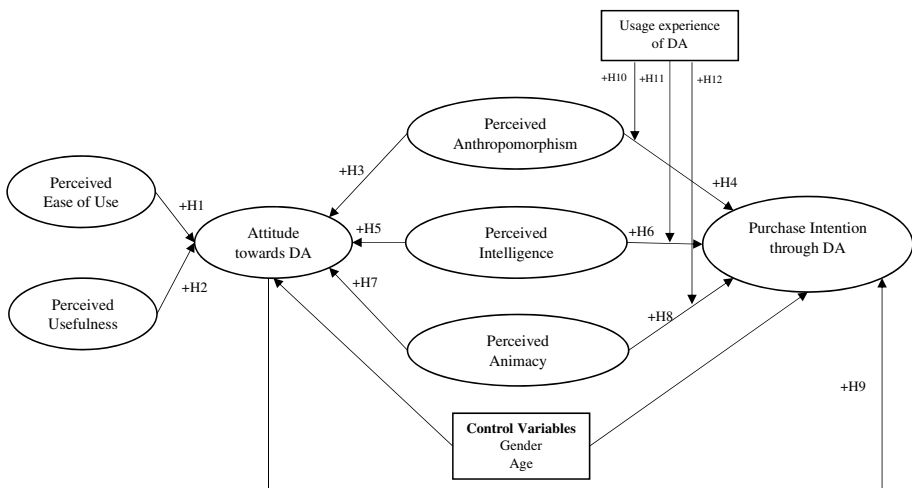 Usage experience
of DA
+H10
+H11
+H12
Perceived
Anthropomorphism
+H3
+H4
Perceived
Ease of Use
+H1
Attitude
towards DA
+H5
Perceived
Intelligence
+H6
Purchase Intention
through DA
+H2
+H7
Perceived
Usefulness
+H8
Perceived
Animacy
+H9
Control Variables
Gender
Age